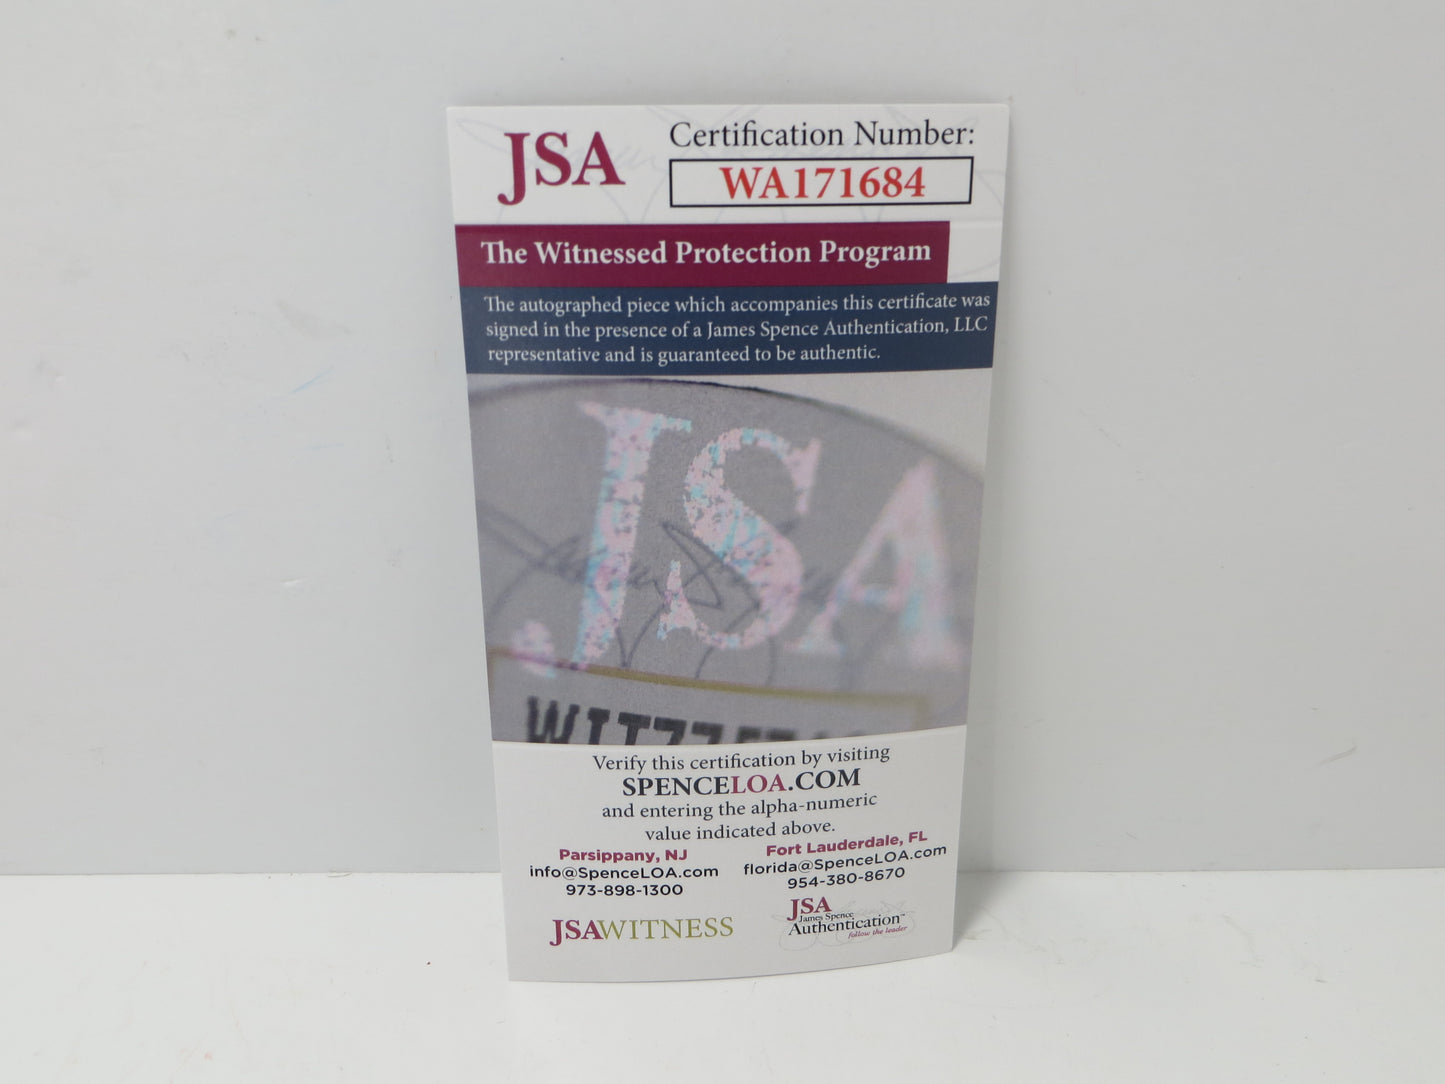 JSA
Certification Number:
WA171684
The Witnessed Protection Program
The autographed piece which accompanies this certificate was
signed in the presence of a James Spence Authentication, LLC
representative and is guaranteed to be authentic.
JSA
Verify this certification by visiting
SPENCELOA.COM
and entering the alpha-numeric
value indicated above.
Parsippany, NJ
info@SpenceLOA.com
973-898-1300
Fort Lauderdale, FL
florida@SpenceLOA.com
954-380-8670
JSAWITNESS
JSA
James Spence
Authentication™
follow the leader